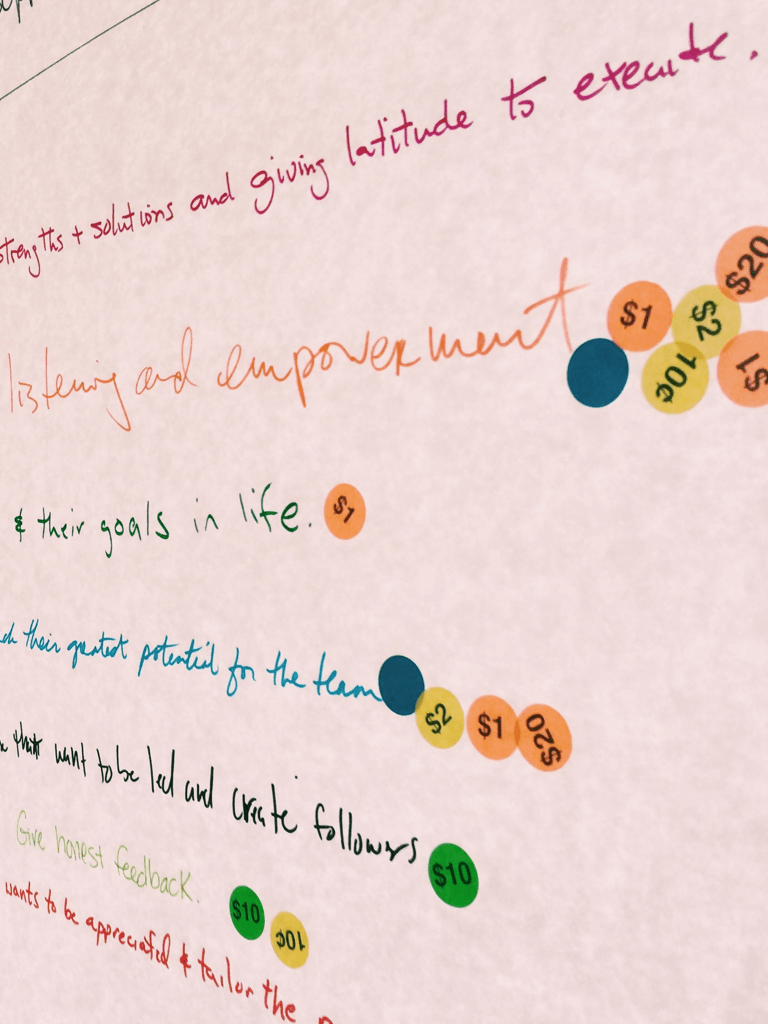 strengths + solutions and giving latitude to execute.
$20
listening and empowerment $1 $2
10¢ $1
& their goals in life. $1
their greatest potential for the team $2 $1 $20
that want to be led and create followers $10
Give honest feedback. $10 10¢
wants to be appreciated & tailor the